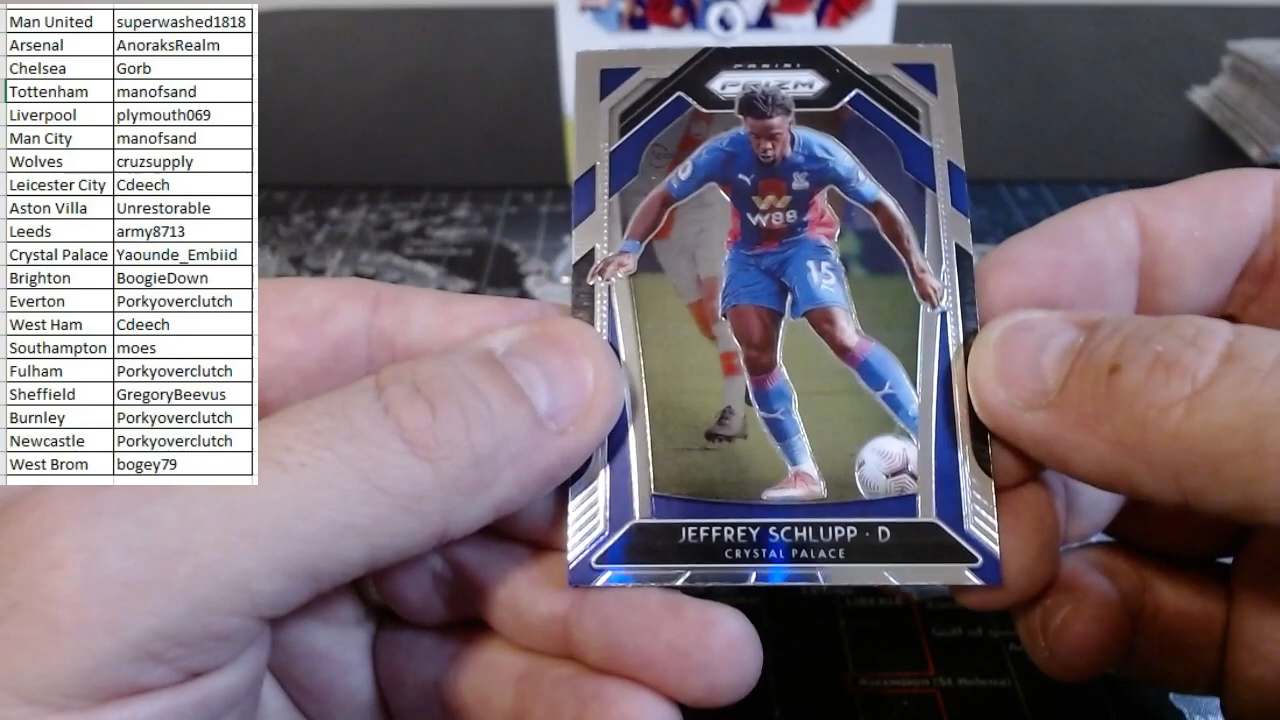 Man United superwashed1818
Arsenal AnoraksRealm
Chelsea Gorb
Tottenham manofsand
Liverpool plymouth069
Man City manofsand
Wolves cruzsupply
Leicester City Cdeech
Aston Villa Unrestorable
Leeds army8713
Crystal Palace Yaounde_Embiid
Brighton BoogieDown
Everton Porkyoverclutch
West Ham Cdeech
Southampton moes
Fulham Porkyoverclutch
Sheffield GregoryBeevus
Burnley Porkyoverclutch
Newcastle Porkyoverclutch
West Brom bogey79
PANINI
PRIZM
W88
15
JEFFREY SCHLUPP · D
CRYSTAL PALACE